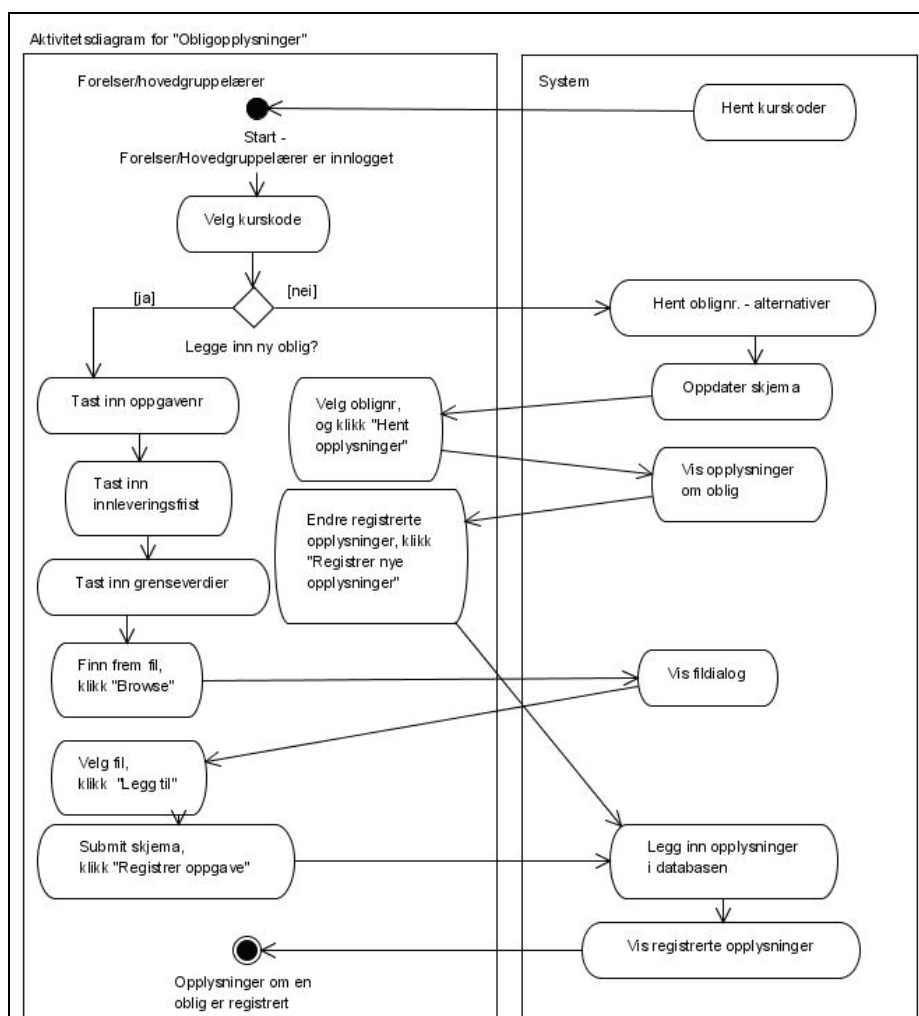 Aktivitetsdiagram for "Obligopplysninger"
Forelser/hovedgruppelærer
System
Hent kurskoder
Start -
Forelser/Hovedgruppelærer er innlogget
Velg kurskode
[ja]
[nei]
Legge inn ny oblig?
Hent oblignr. - alternativer
Oppdater skjema
Tast inn oppgavenr
Velg oblignr,
og klikk "Hent
opplysninger"
Vis opplysninger
om oblig
Tast inn
innleveringsfrist
Endre registrerte
opplysninger, klikk
"Registrer nye
opplysninger"
Tast inn grenseverdier
Finn frem fil,
klikk "Browse"
Vis fildialog
Velg fil,
klikk "Legg til"
Submit skjema,
klikk "Registrer oppgave"
Legg inn opplysninger
i databasen
Vis registrerte opplysninger
Opplysninger om en
oblig er registrert